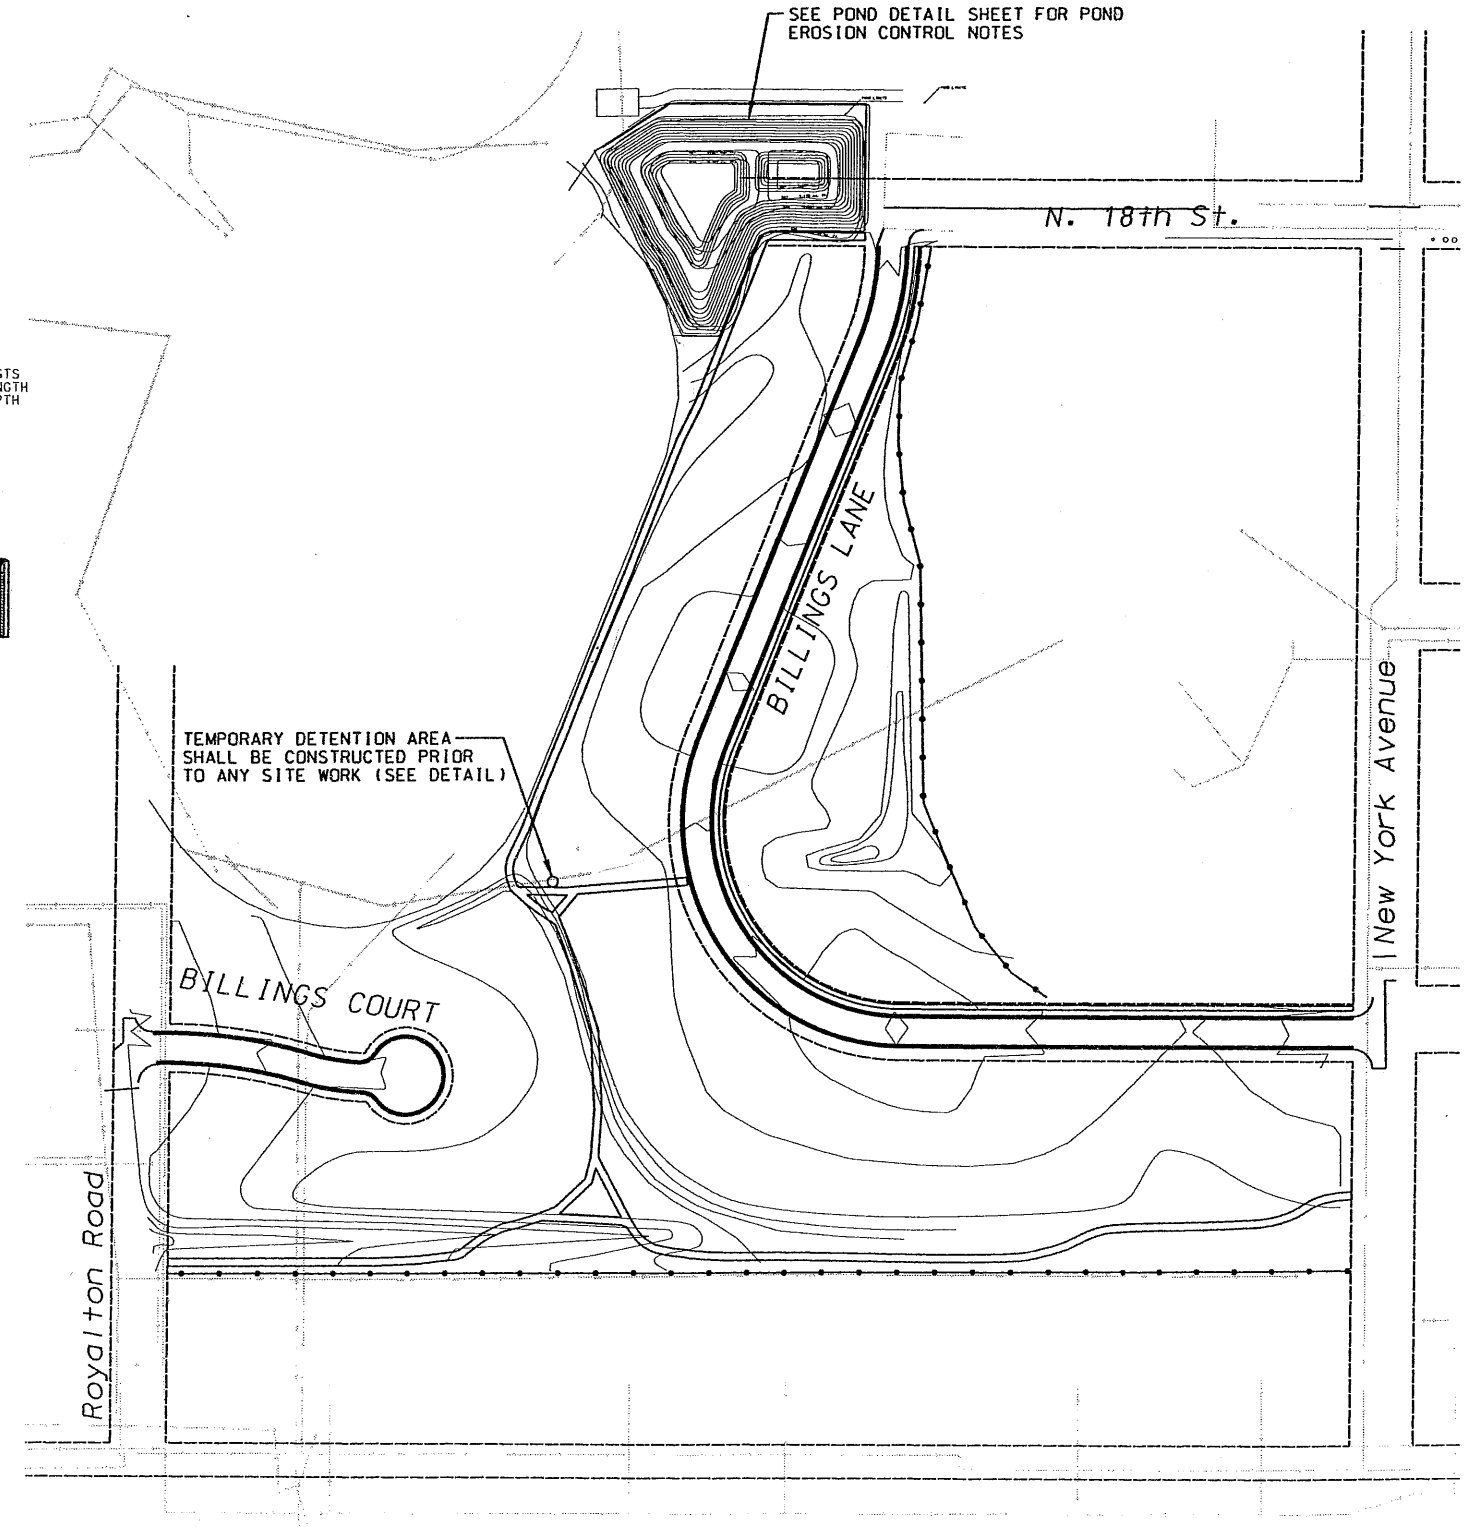 SEE POND DETAIL SHEET FOR POND
EROSION CONTROL NOTES
N. 18th St.
BILLINGS LANE
TEMPORARY DETENTION AREA
SHALL BE CONSTRUCTED PRIOR
TO ANY SITE WORK (SEE DETAIL)
New York Avenue
BILLINGS COURT
Royalton Road